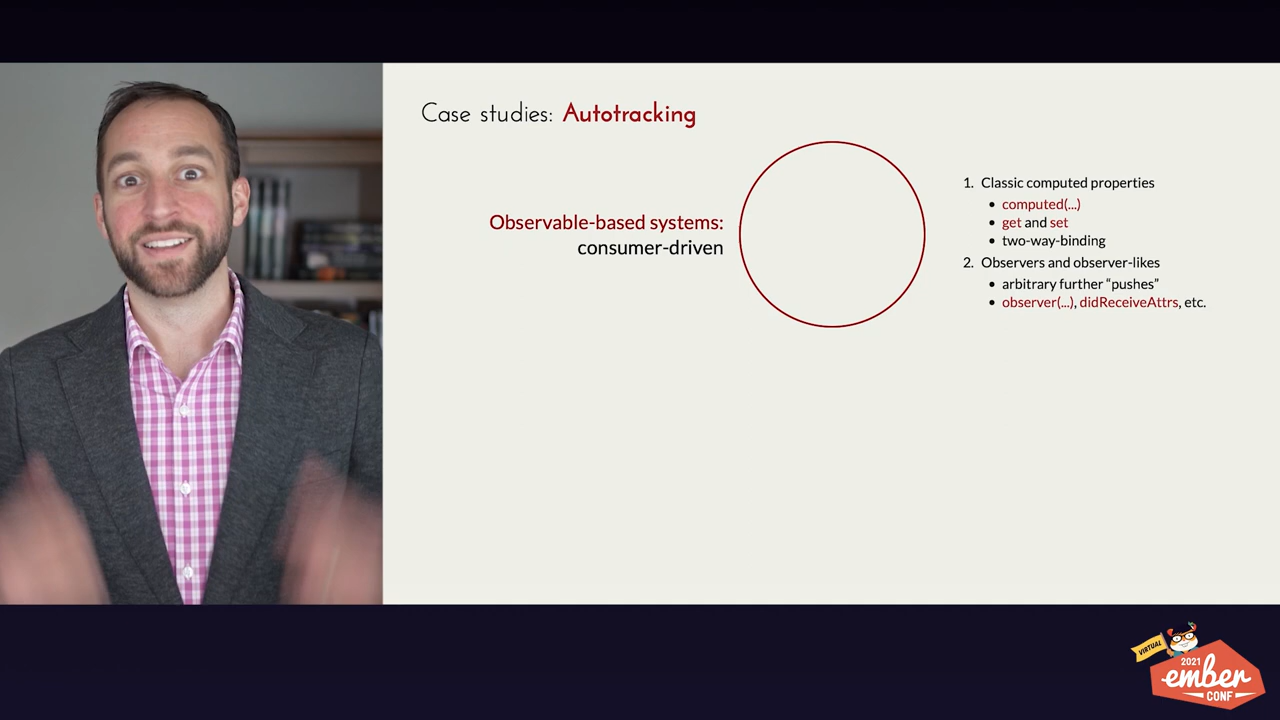 Case studies: Autotracking
Observable-based systems:
consumer-driven
1. Classic computed properties
• computed(...)
• get and set
• two-way-binding
2. Observers and observer-likes
• arbitrary further “pushes”
• observer(...), didReceiveAttrs, etc.
VIRTUAL
2021
ember
CONF